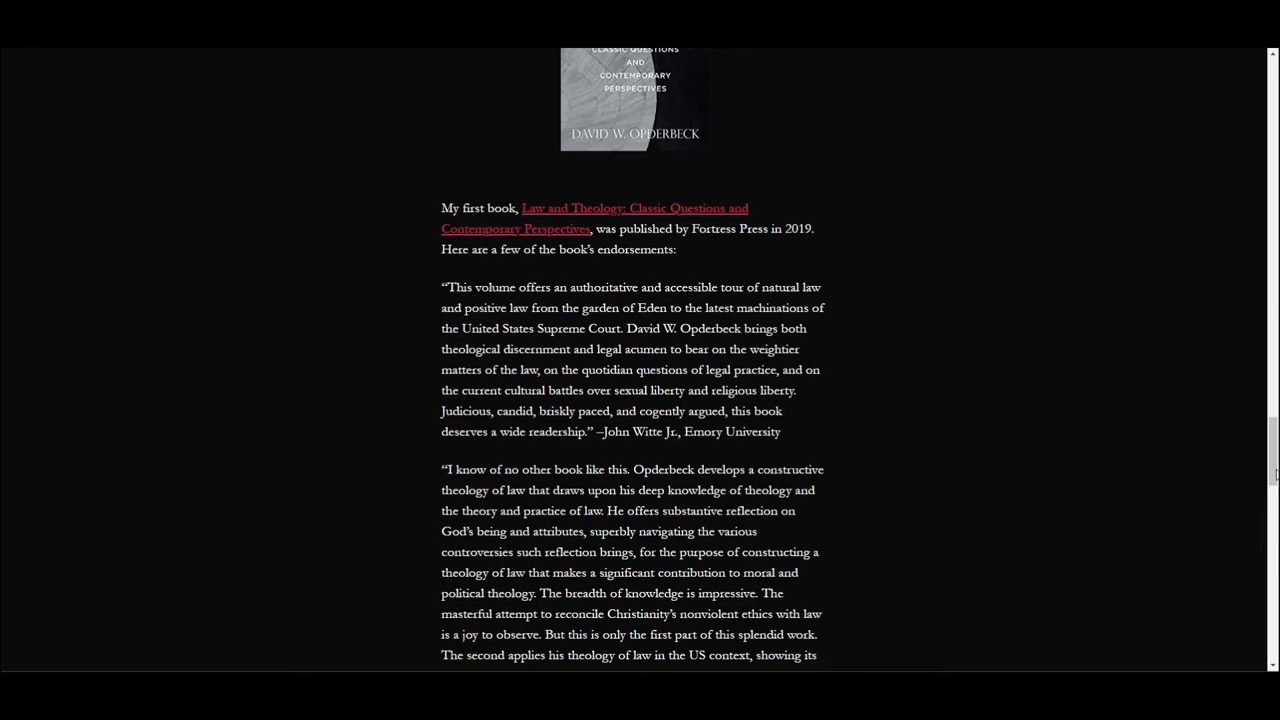 CLASSIC QUESTIONS
AND
CONTEMPORARY
PERSPECTIVES
DAVID W. OPDERBECK
My first book, Law and Theology: Classic Questions and
Contemporary Perspectives, was published by Fortress Press in 2019.
Here are a few of the book’s endorsements:
“This volume offers an authoritative and accessible tour of natural law
and positive law from the garden of Eden to the latest machinations of
the United States Supreme Court. David W. Opderbeck brings both
theological discernment and legal acumen to bear on the weightier
matters of the law, on the quotidian questions of legal practice, and on
the current cultural battles over sexual liberty and religious liberty.
Judicious, candid, briskly paced, and cogently argued, this book
deserves a wide readership.” –John Witte Jr., Emory University
“I know of no other book like this. Opderbeck develops a constructive
theology of law that draws upon his deep knowledge of theology and
the theory and practice of law. He offers substantive reflection on
God’s being and attributes, superbly navigating the various
controversies such reflection brings, for the purpose of constructing a
theology of law that makes a significant contribution to moral and
political theology. The breadth of knowledge is impressive. The
masterful attempt to reconcile Christianity’s nonviolent ethics with law
is a joy to observe. But this is only the first part of this splendid work.
The second applies his theology of law in the US context, showing its